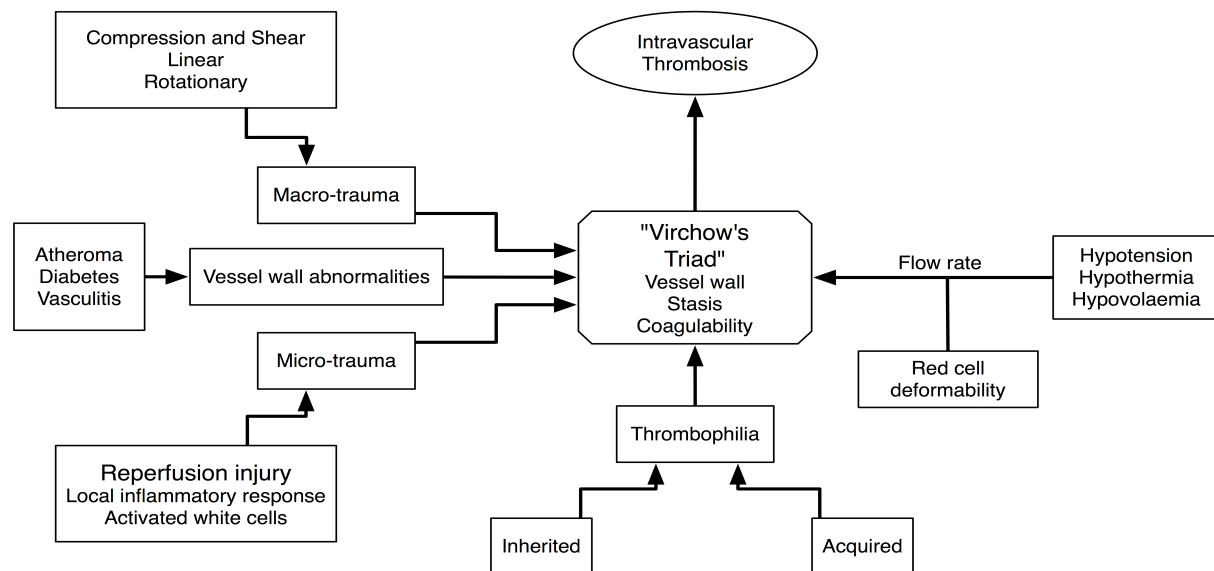 Compression and Shear
Linear
Rotationary
Intravascular
Thrombosis
Macro-trauma
Atheroma
Diabetes
Vasculitis
Vessel wall abnormalities
"Virchow's
Triad"
Vessel wall
Stasis
Coagulability
Flow rate
Hypotension
Hypothermia
Hypovolaemia
Micro-trauma
Red cell
deformability
Thrombophilia
Reperfusion injury
Local inflammatory response
Activated white cells
Inherited
Acquired